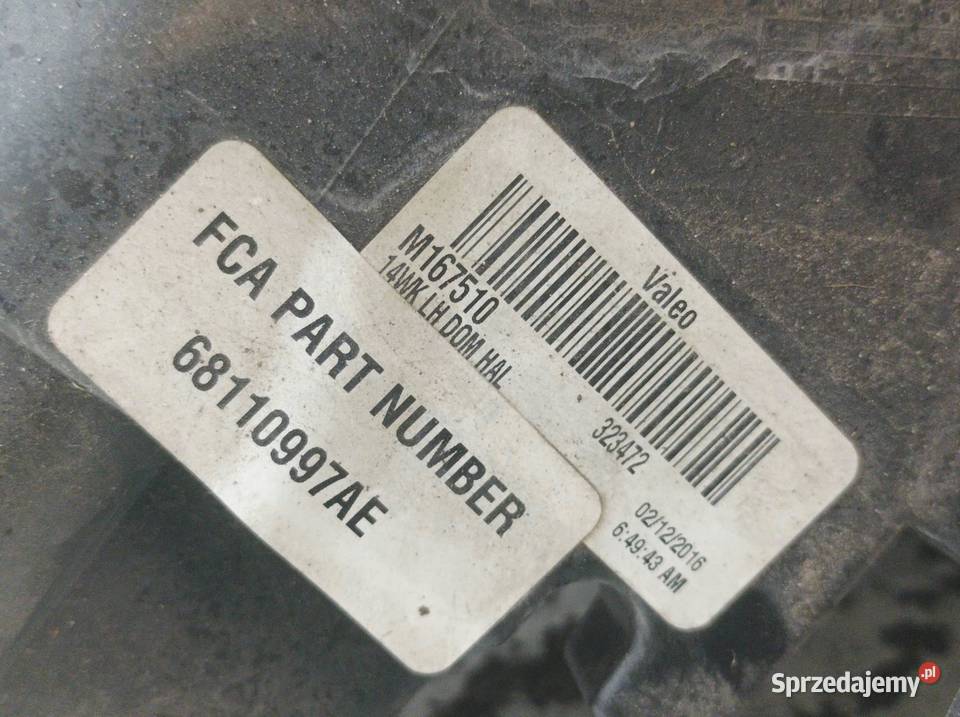 FCA PART NUMBER
68110997AE
Valeo
M167510
14WK LH DOM HAL
323472
02/12/2016
6:49:43 AM
Sprzedajemy.pl